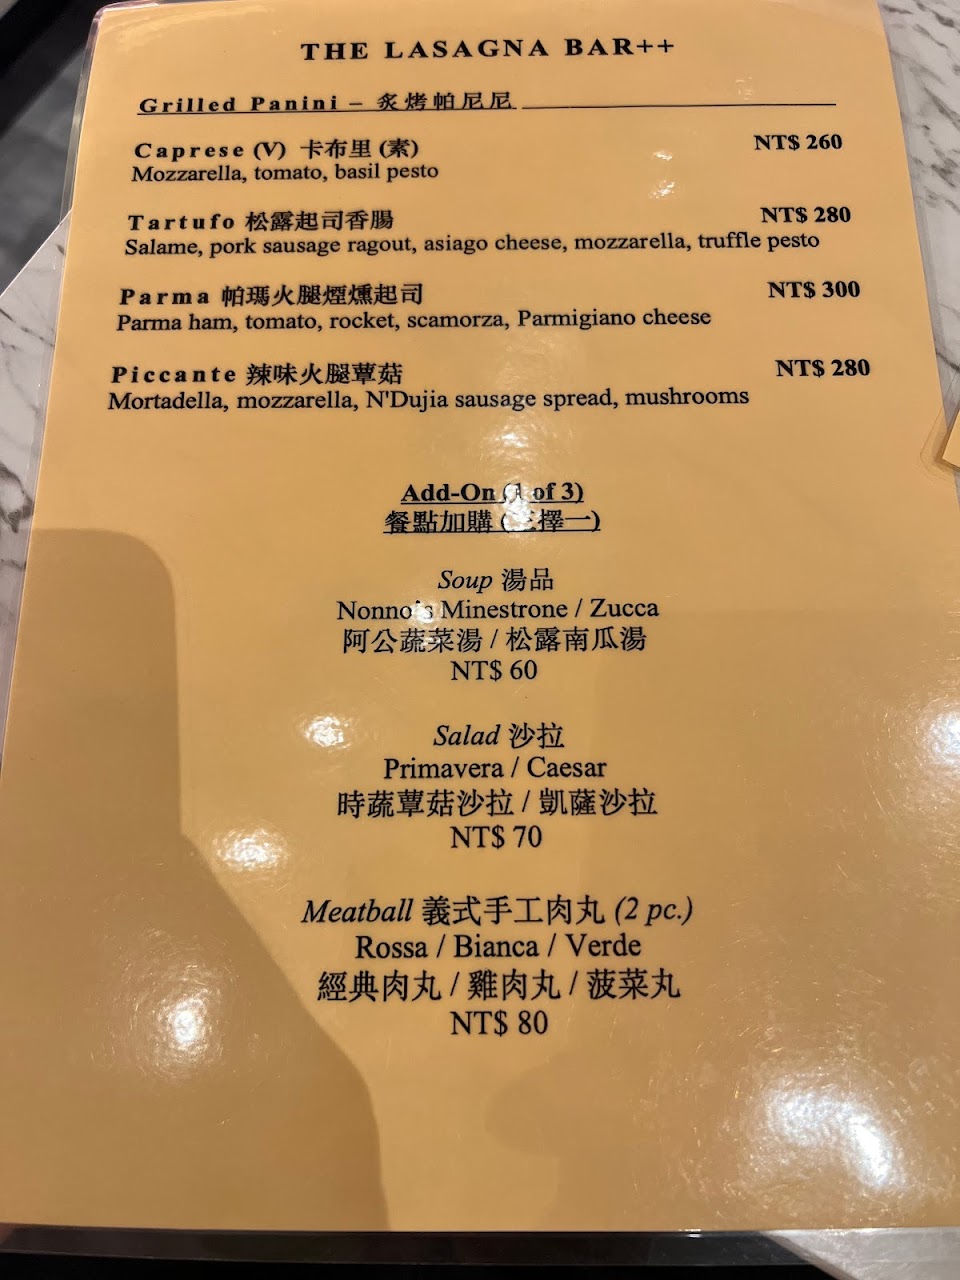 THE LASAGNA BAR++
Grilled Panini – 炙烤帕尼尼
Caprese (V) 卡布里 (素) NT$ 260
Mozzarella, tomato, basil pesto
Tartufo 松露起司香腸 NT$ 280
Salame, pork sausage ragout, asiago cheese, mozzarella, truffle pesto
Parma 帕瑪火腿煙燻起司 NT$ 300
Parma ham, tomato, rocket, scamorza, Parmigiano cheese
Piccante 辣味火腿蕈菇 NT$ 280
Mortadella, mozzarella, N'Dujia sausage spread, mushrooms
Add-On (1 of 3)
餐點加購 (三擇一)
Soup 湯品
Nonno's Minestrone / Zucca
阿公蔬菜湯 / 松露南瓜湯
NT$ 60
Salad 沙拉
Primavera / Caesar
時蔬蕈菇沙拉 / 凱薩沙拉
NT$ 70
Meatball 義式手工肉丸 (2 pc.)
Rossa / Bianca / Verde
經典肉丸 / 雞肉丸 / 菠菜丸
NT$ 80